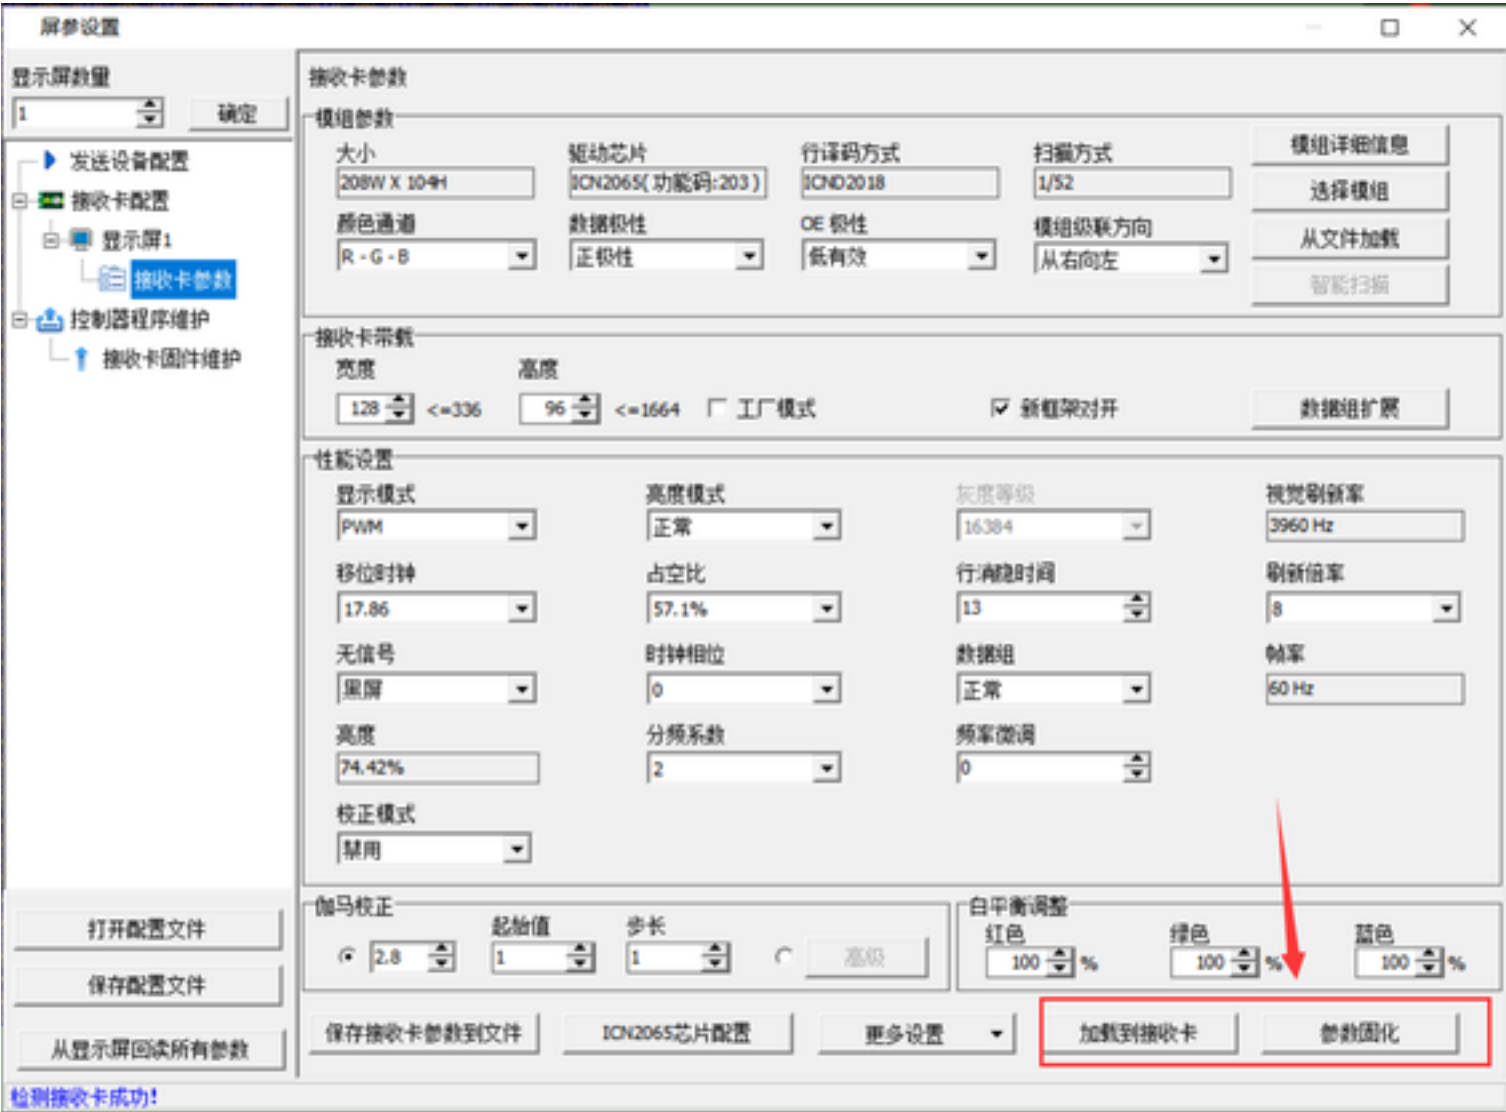 屏参设置
显示屏数量
1
确定
发送设备配置
接收卡配置
显示屏1
接收卡参数
控制器程序维护
接收卡固件维护
打开配置文件
保存配置文件
从显示屏回读所有参数
检测接收卡成功!
接收卡参数
模组参数
大小 驱动芯片 行译码方式 扫描方式 模组详细信息
208W X 104H ICN2065(功能码:203) ICND2018 1/52 选择模组
颜色通道 数据极性 OE 极性 模组级联方向 从文件加载
R - G - B 正极性 低有效 从右向左 智能扫描
接收卡带载
宽度 高度
128 <=336 96 <=1664 工厂模式 新框架对开 数据组扩展
性能设置
显示模式 亮度模式 灰度等级 视觉刷新率
PWM 正常 16384 3960 Hz
移位时钟 占空比 行消隐时间 刷新倍率
17.86 57.1% 13 8
无信号 时钟相位 数据组 帧率
黑屏 0 正常 60 Hz
亮度 分频系数 频率微调
74.42% 2 0
校正模式
禁用
伽马校正
起始值 步长
2.8 1 1 高级
白平衡调整
红色 绿色 蓝色
100 % 100 % 100 %
保存接收卡参数到文件 ICN2065芯片配置 更多设置 加载到接收卡 参数固化